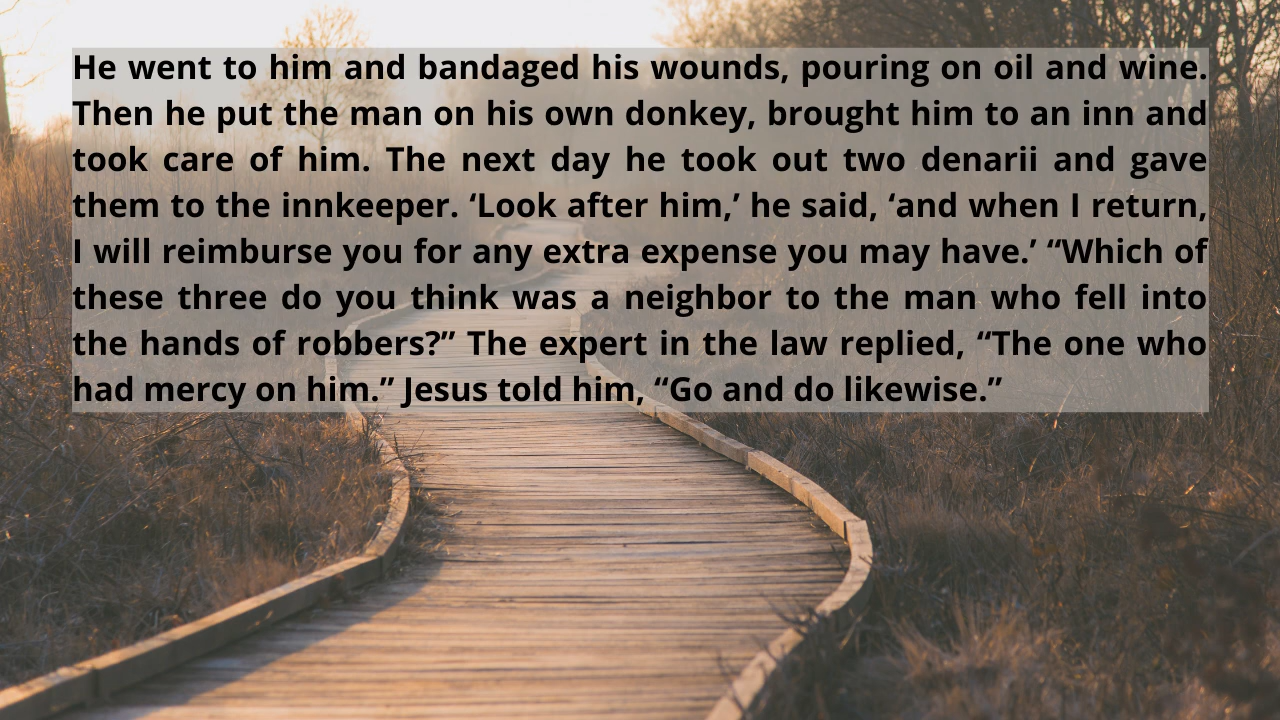 He went to him and bandaged his wounds, pouring on oil and wine.
Then he put the man on his own donkey, brought him to an inn and
took care of him. The next day he took out two denarii and gave
them to the innkeeper. ‘Look after him,’ he said, ‘and when I return,
I will reimburse you for any extra expense you may have.’ “Which of
these three do you think was a neighbor to the man who fell into
the hands of robbers?” The expert in the law replied, “The one who
had mercy on him.” Jesus told him, “Go and do likewise.”